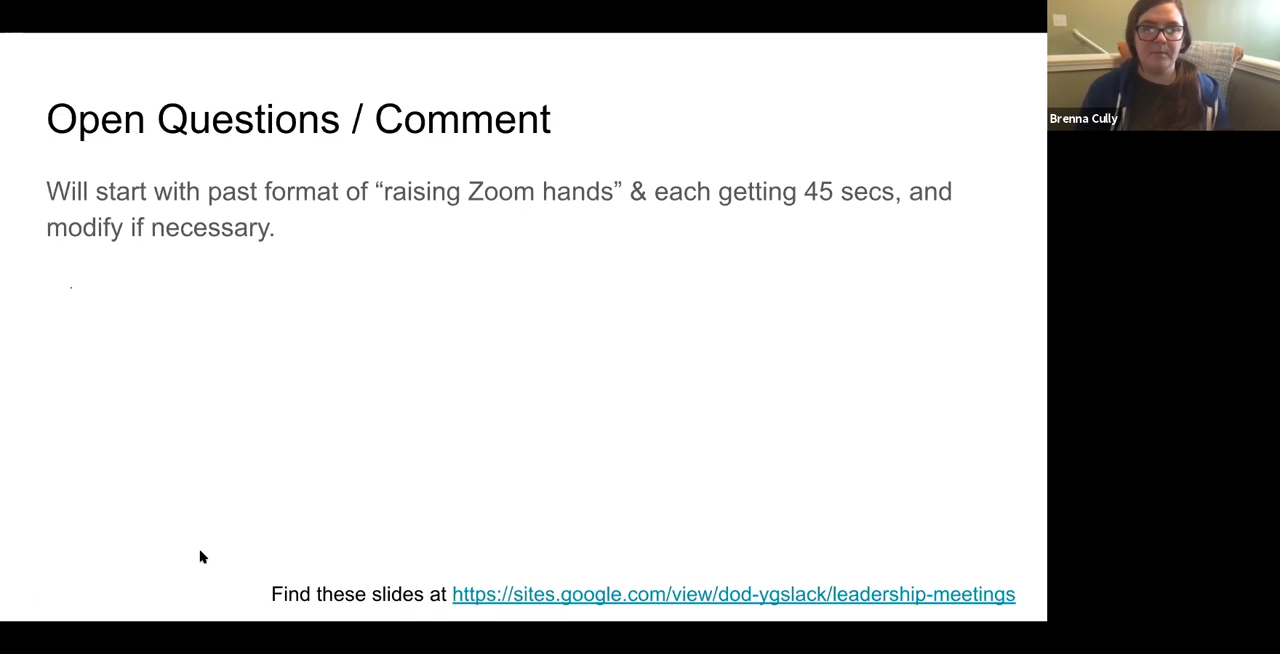 Open Questions / Comment
Will start with past format of “raising Zoom hands” & each getting 45 secs, and
modify if necessary.
.
Find these slides at https://sites.google.com/view/dod-ygslack/leadership-meetings
Brenna Cully